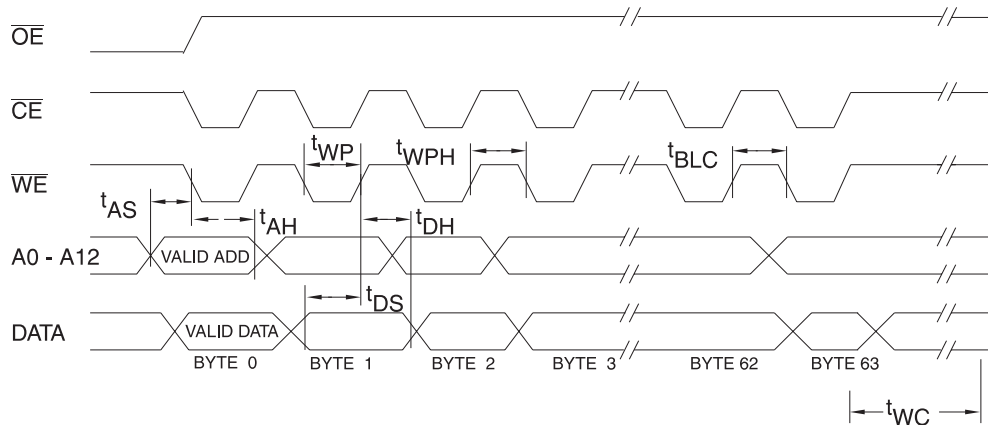 OE
CE
tWP
tWPH
tBLC
WE
tAS
tAH
tDH
A0 - A12
VALID ADD
tDS
DATA
VALID DATA
BYTE 0
BYTE 1
BYTE 2
BYTE 3
BYTE 62
BYTE 63
tWC